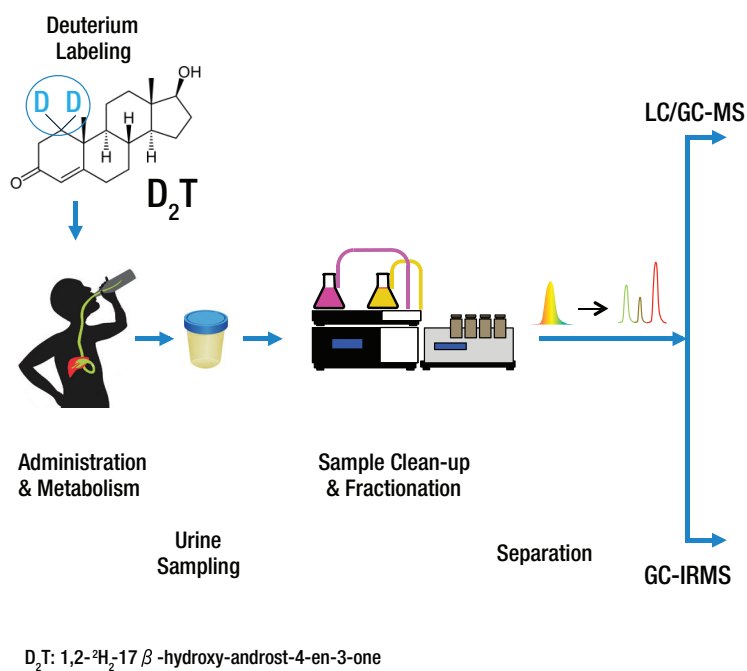 Deuterium
Labeling
D D
OH
H
H
H
O
D₂T
LC/GC-MS
Administration
& Metabolism
Sample Clean-up
& Fractionation
Urine
Sampling
Separation
GC-IRMS
D₂T: 1,2-²H₂-17 β -hydroxy-androst-4-en-3-one